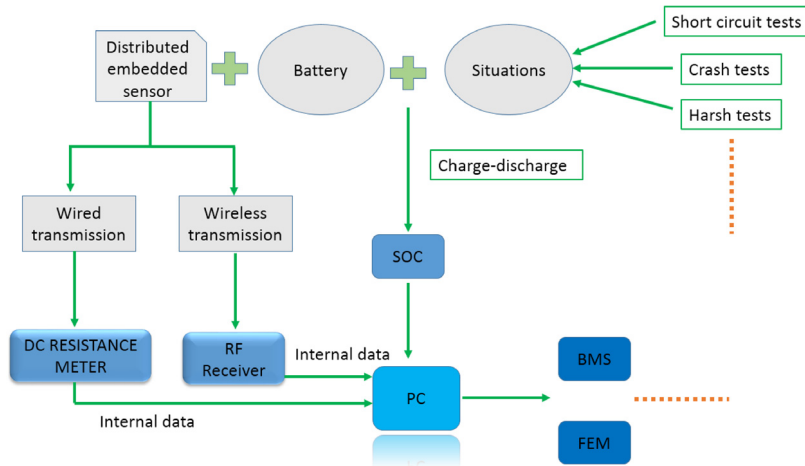 Short circuit tests
Distributed
embedded
sensor
Battery
Situations
Crash tests
Harsh tests
Charge-discharge
Wired
transmission
Wireless
transmission
SOC
DC RESISTANCE
METER
RF
Receiver
Internal data
BMS
PC
Internal data
FEM